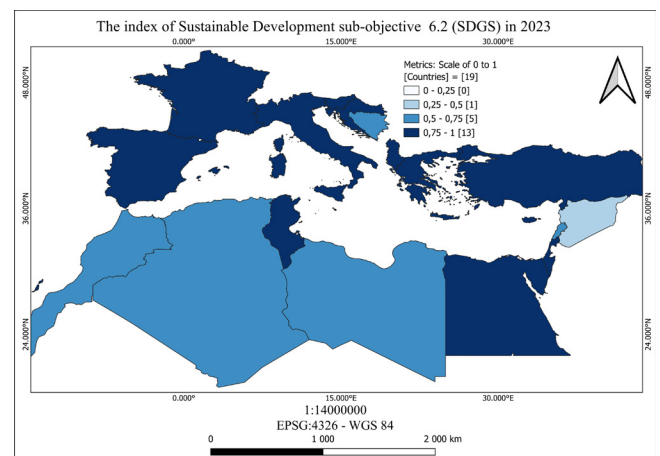 The index of Sustainable Development sub-objective 6.2 (SDGS) in 2023
0.000°E 15.000°E 30.000°E
48.000°N 48.000°N
Metrics: Scale of 0 to 1
[Countries] = [19]
0 - 0,25 [0]
0,25 - 0,5 [1]
0,5 - 0,75 [5]
0,75 - 1 [13]
36.000°N 36.000°N
24.000°N 24.000°N
0.000°E 15.000°E 30.000°E
1:14000000
EPSG:4326 - WGS 84
0 1 000 2 000 km